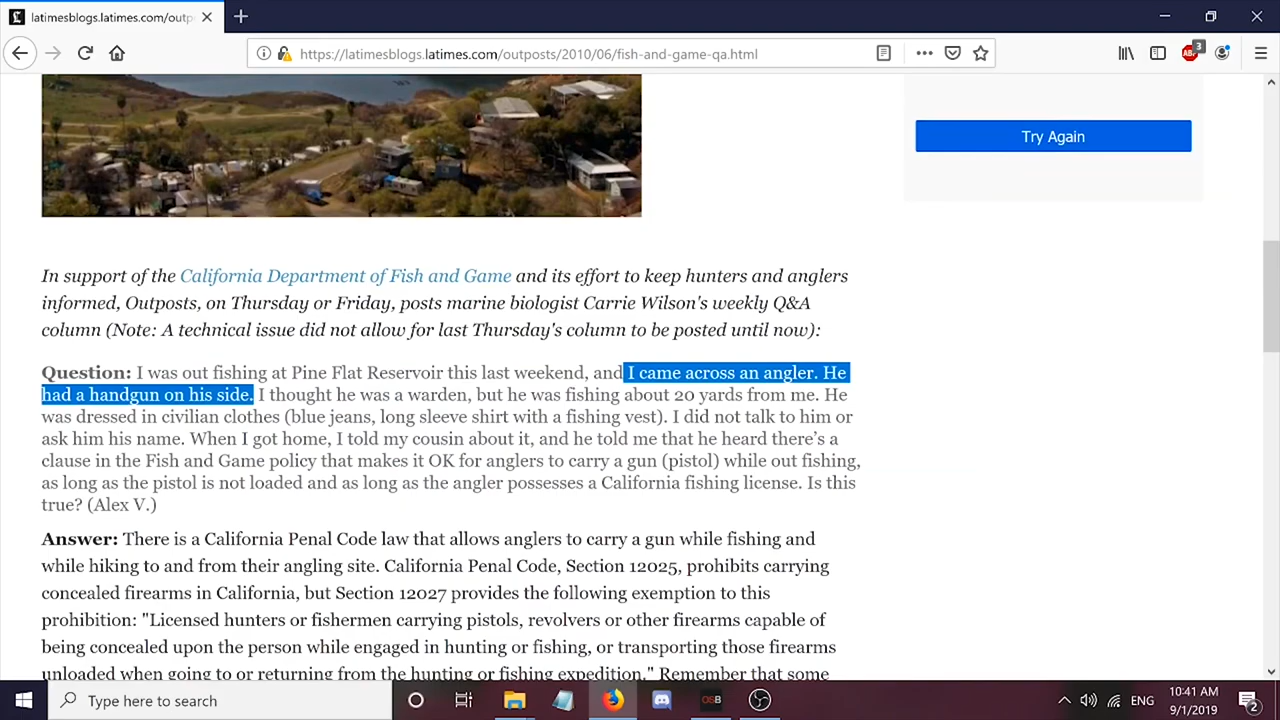 latimesblogs.latimes.com/outp
https://latimesblogs.latimes.com/outposts/2010/06/fish-and-game-qa.html
3
Try Again
In support of the California Department of Fish and Game and its effort to keep hunters and anglers
informed, Outposts, on Thursday or Friday, posts marine biologist Carrie Wilson's weekly Q&A
column (Note: A technical issue did not allow for last Thursday's column to be posted until now):
Question: I was out fishing at Pine Flat Reservoir this last weekend, and I came across an angler. He
had a handgun on his side. I thought he was a warden, but he was fishing about 20 yards from me. He
was dressed in civilian clothes (blue jeans, long sleeve shirt with a fishing vest). I did not talk to him or
ask him his name. When I got home, I told my cousin about it, and he told me that he heard there’s a
clause in the Fish and Game policy that makes it OK for anglers to carry a gun (pistol) while out fishing,
as long as the pistol is not loaded and as long as the angler possesses a California fishing license. Is this
true? (Alex V.)
Answer: There is a California Penal Code law that allows anglers to carry a gun while fishing and
while hiking to and from their angling site. California Penal Code, Section 12025, prohibits carrying
concealed firearms in California, but Section 12027 provides the following exemption to this
prohibition: "Licensed hunters or fishermen carrying pistols, revolvers or other firearms capable of
being concealed upon the person while engaged in hunting or fishing, or transporting those firearms
unloaded when going to or returning from the hunting or fishing expedition." Remember that some
Type here to search
OSB
ENG
10:41 AM
9/1/2019
2